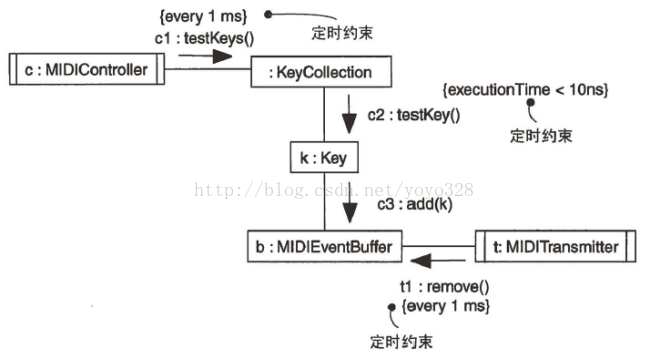 {every 1 ms}
c1 : testKeys()
定时约束
c : MIDIController
: KeyCollection
{executionTime < 10ns}
c2 : testKey()
定时约束
k : Key
http://blog.csdn.net/yoyo328
c3 : add(k)
b : MIDIEventBuffer
t: MIDITransmitter
t1 : remove()
{every 1 ms}
定时约束